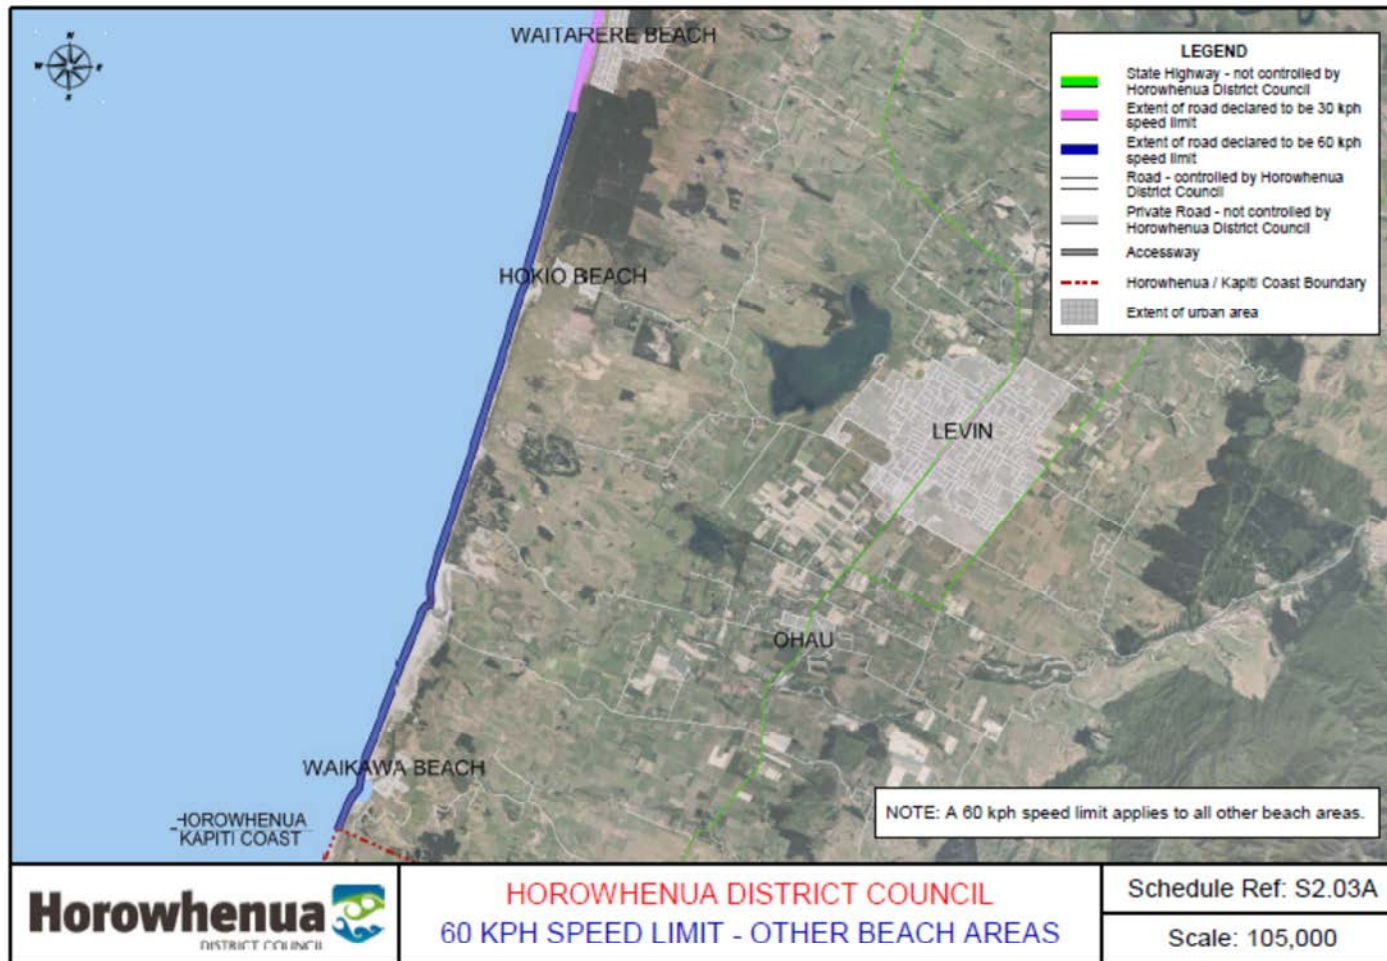 WAITARERE BEACH
N
W
E
S
LEGEND
State Highway - not controlled by
Horowhenua District Council
Extent of road declared to be 30 kph
speed limit
Extent of road declared to be 60 kph
speed limit
Road - controlled by Horowhenua
District Council
Private Road - not controlled by
Horowhenua District Council
Accessway
Horowhenua / Kapiti Coast Boundary
Extent of urban area
HOKIO BEACH
LEVIN
OHAU
WAIKAWA BEACH
HOROWHENUA
KAPITI COAST
NOTE: A 60 kph speed limit applies to all other beach areas.
Horowhenua
DISTRICT COUNCIL
HOROWHENUA DISTRICT COUNCIL
60 KPH SPEED LIMIT - OTHER BEACH AREAS
Schedule Ref: S2.03A
Scale: 105,000